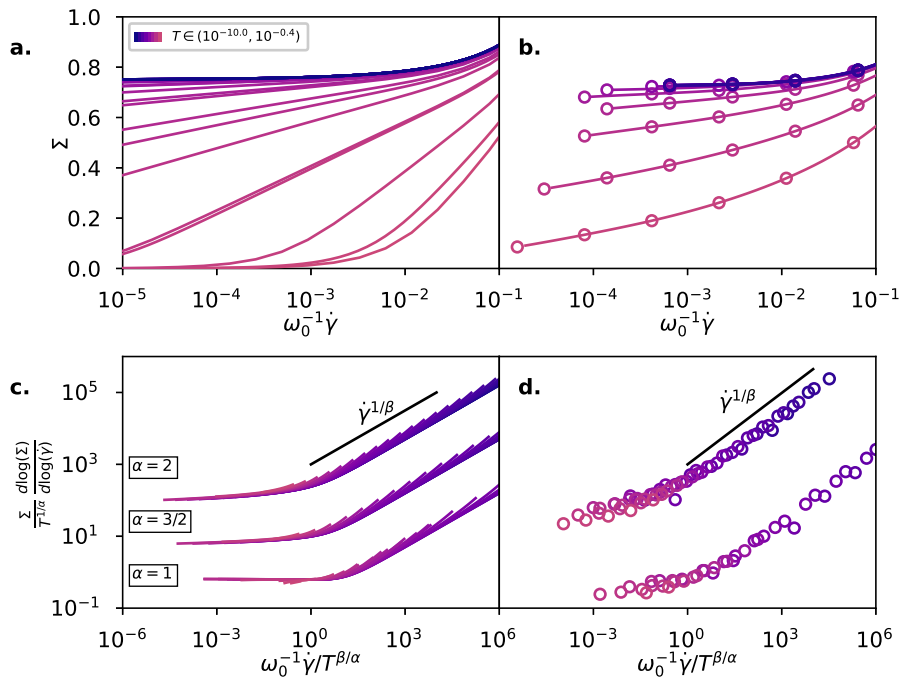 a.
1.0
0.8
0.6
0.4
0.2
0.0
Σ
T ∈ (10^{-10.0}, 10^{-0.4})
10^{-5}
10^{-4}
10^{-3}
10^{-2}
10^{-1}
ω_0^{-1}γ̇
b.
10^{-4}
10^{-3}
10^{-2}
10^{-1}
ω_0^{-1}γ̇
c.
10^5
10^3
10^1
10^{-1}
\frac{Σ}{T^{1/α}} \frac{dlog(Σ)}{dlog(γ̇)}
γ̇^{1/β}
α = 2
α = 3/2
α = 1
10^{-6}
10^{-3}
10^0
10^3
10^6
ω_0^{-1}γ̇/T^{β/α}
d.
γ̇^{1/β}
10^{-3}
10^0
10^3
10^6
ω_0^{-1}γ̇/T^{β/α}